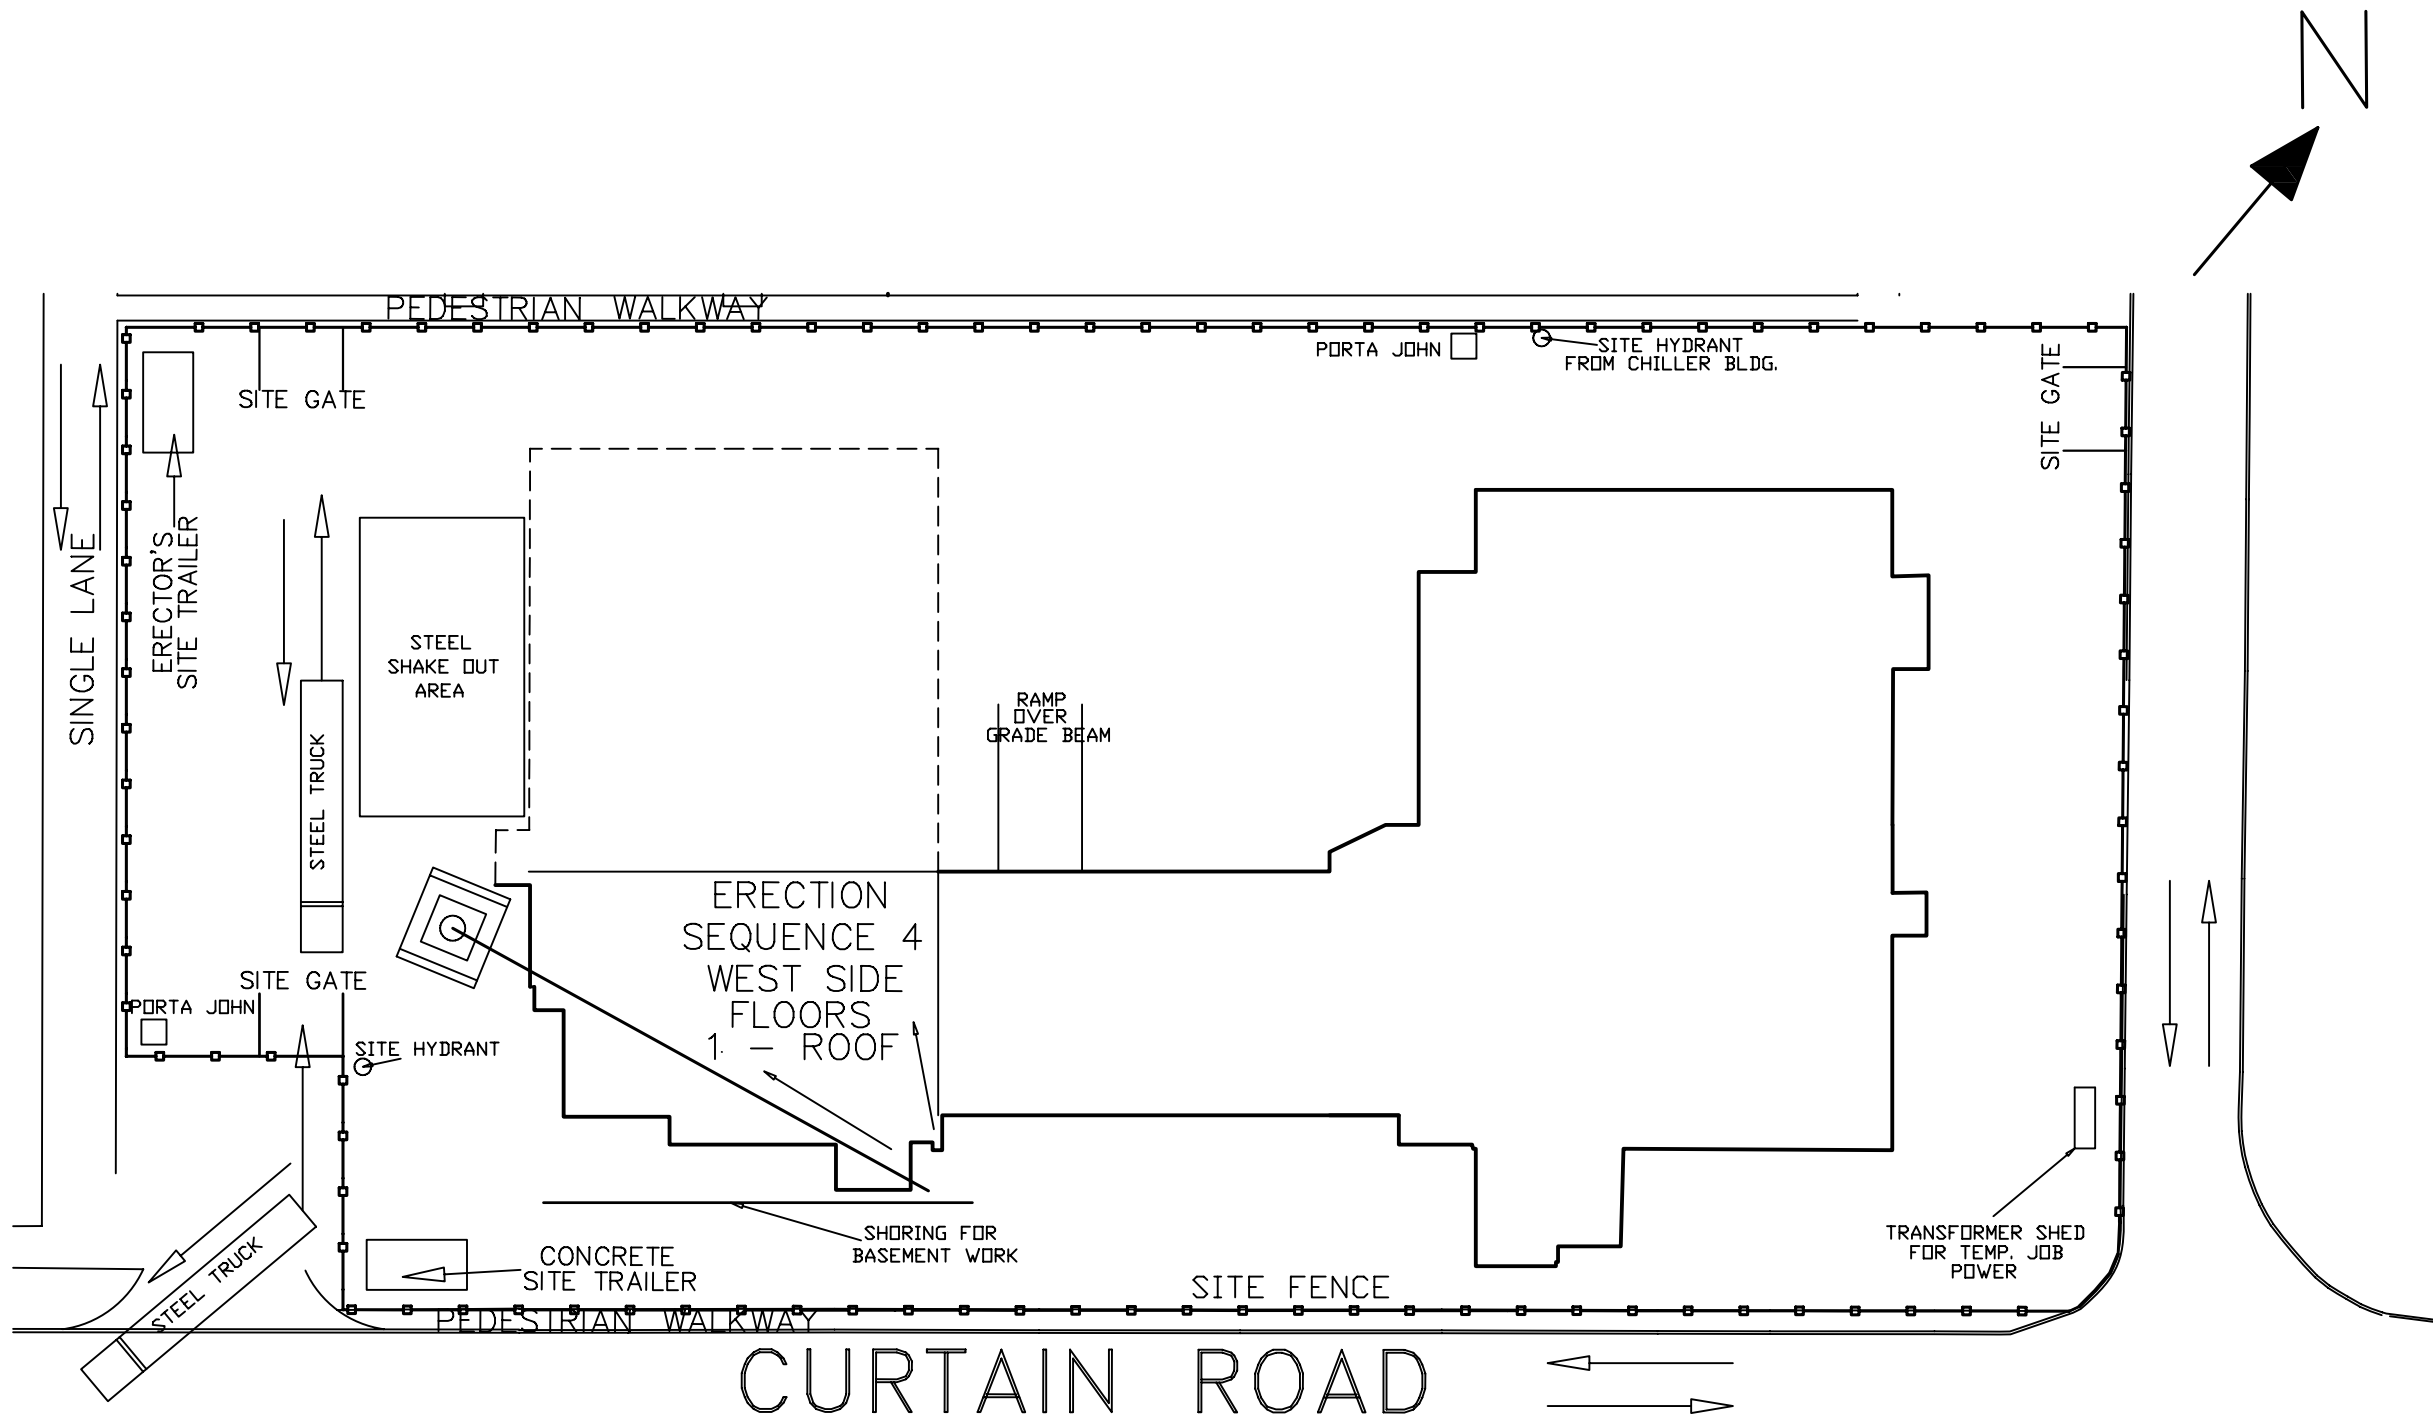 N
PEDESTRIAN WALKWAY
PORTA JOHN
SITE HYDRANT
FROM CHILLER BLDG.
SITE GATE
SITE GATE
SINGLE LANE
ERECTOR'S
SITE TRAILER
STEEL
SHAKE OUT
AREA
STEEL TRUCK
RAMP
OVER
GRADE BEAM
ERECTION
SEQUENCE 4
WEST SIDE
FLOORS
1 - ROOF
SITE GATE
PORTA JOHN
SITE HYDRANT
STEEL TRUCK
CONCRETE
SITE TRAILER
SHORING FOR
BASEMENT WORK
SITE FENCE
TRANSFORMER SHED
FOR TEMP. JOB
POWER
PEDESTRIAN WALKWAY
CURTAIN ROAD